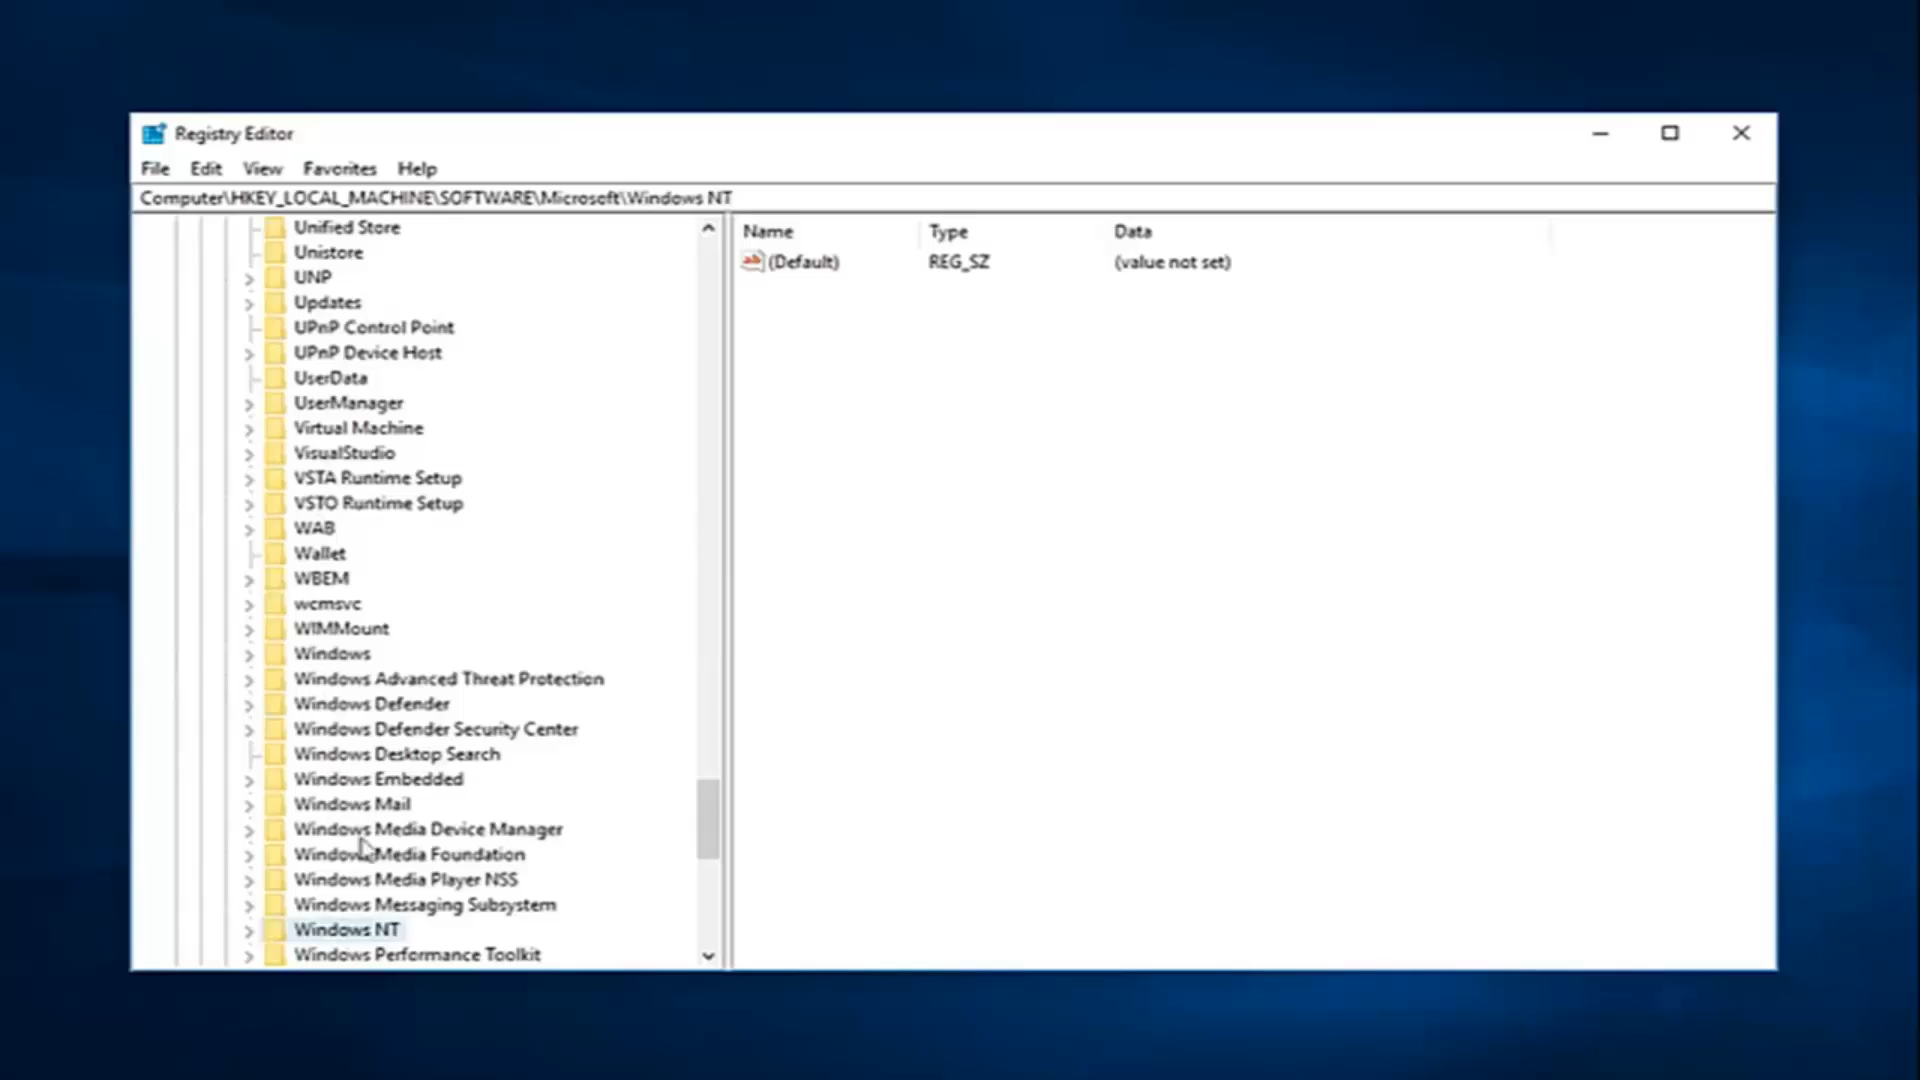 Registry Editor
File Edit View Favorites Help
Computer\HKEY_LOCAL_MACHINE\SOFTWARE\Microsoft\Windows NT
Name Type Data
(Default) REG_SZ (value not set)
Unified Store
Unistore
UNP
Updates
UPnP Control Point
UPnP Device Host
UserData
UserManager
Virtual Machine
VisualStudio
VSTA Runtime Setup
VSTO Runtime Setup
WAB
Wallet
WBEM
wcmsvc
WIMMount
Windows
Windows Advanced Threat Protection
Windows Defender
Windows Defender Security Center
Windows Desktop Search
Windows Embedded
Windows Mail
Windows Media Device Manager
Windows Media Foundation
Windows Media Player NSS
Windows Messaging Subsystem
Windows NT
Windows Performance Toolkit